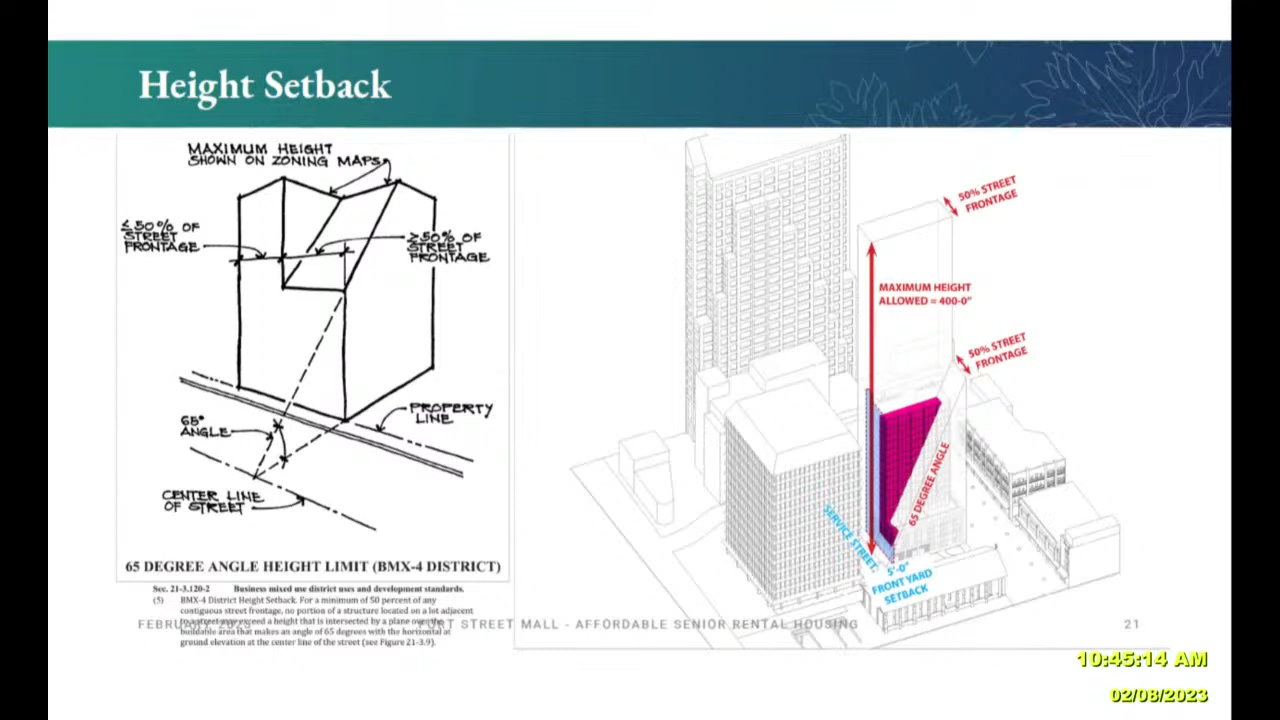 Height Setback
MAXIMUM HEIGHT
SHOWN ON ZONING MAPS
≤50% OF
STREET
FRONTAGE
≥50% OF
STREET
FRONTAGE
65°
ANGLE
PROPERTY
LINE
CENTER LINE
OF STREET
65 DEGREE ANGLE HEIGHT LIMIT (BMX-4 DISTRICT)
Sec. 21-3.120-2 Business mixed use district uses and development standards.
(5) BMX-4 District Height Setback. For a minimum of 50 percent of any
contiguous street frontage, no portion of a structure located on a lot adjacent
to a street may exceed a height that is intersected by a plane over the
buildable area that makes an angle of 65 degrees with the horizontal at
ground elevation at the center line of the street (see Figure 21-3.9).
50% STREET
FRONTAGE
MAXIMUM HEIGHT
ALLOWED = 400-0"
50% STREET
FRONTAGE
65 DEGREE ANGLE
SERVICE STREET:
5'-0"
FRONT YARD
SETBACK
FEBRUARY 2023
FORT STREET MALL - AFFORDABLE SENIOR RENTAL HOUSING
21
10:45:14 AM
02/08/2023